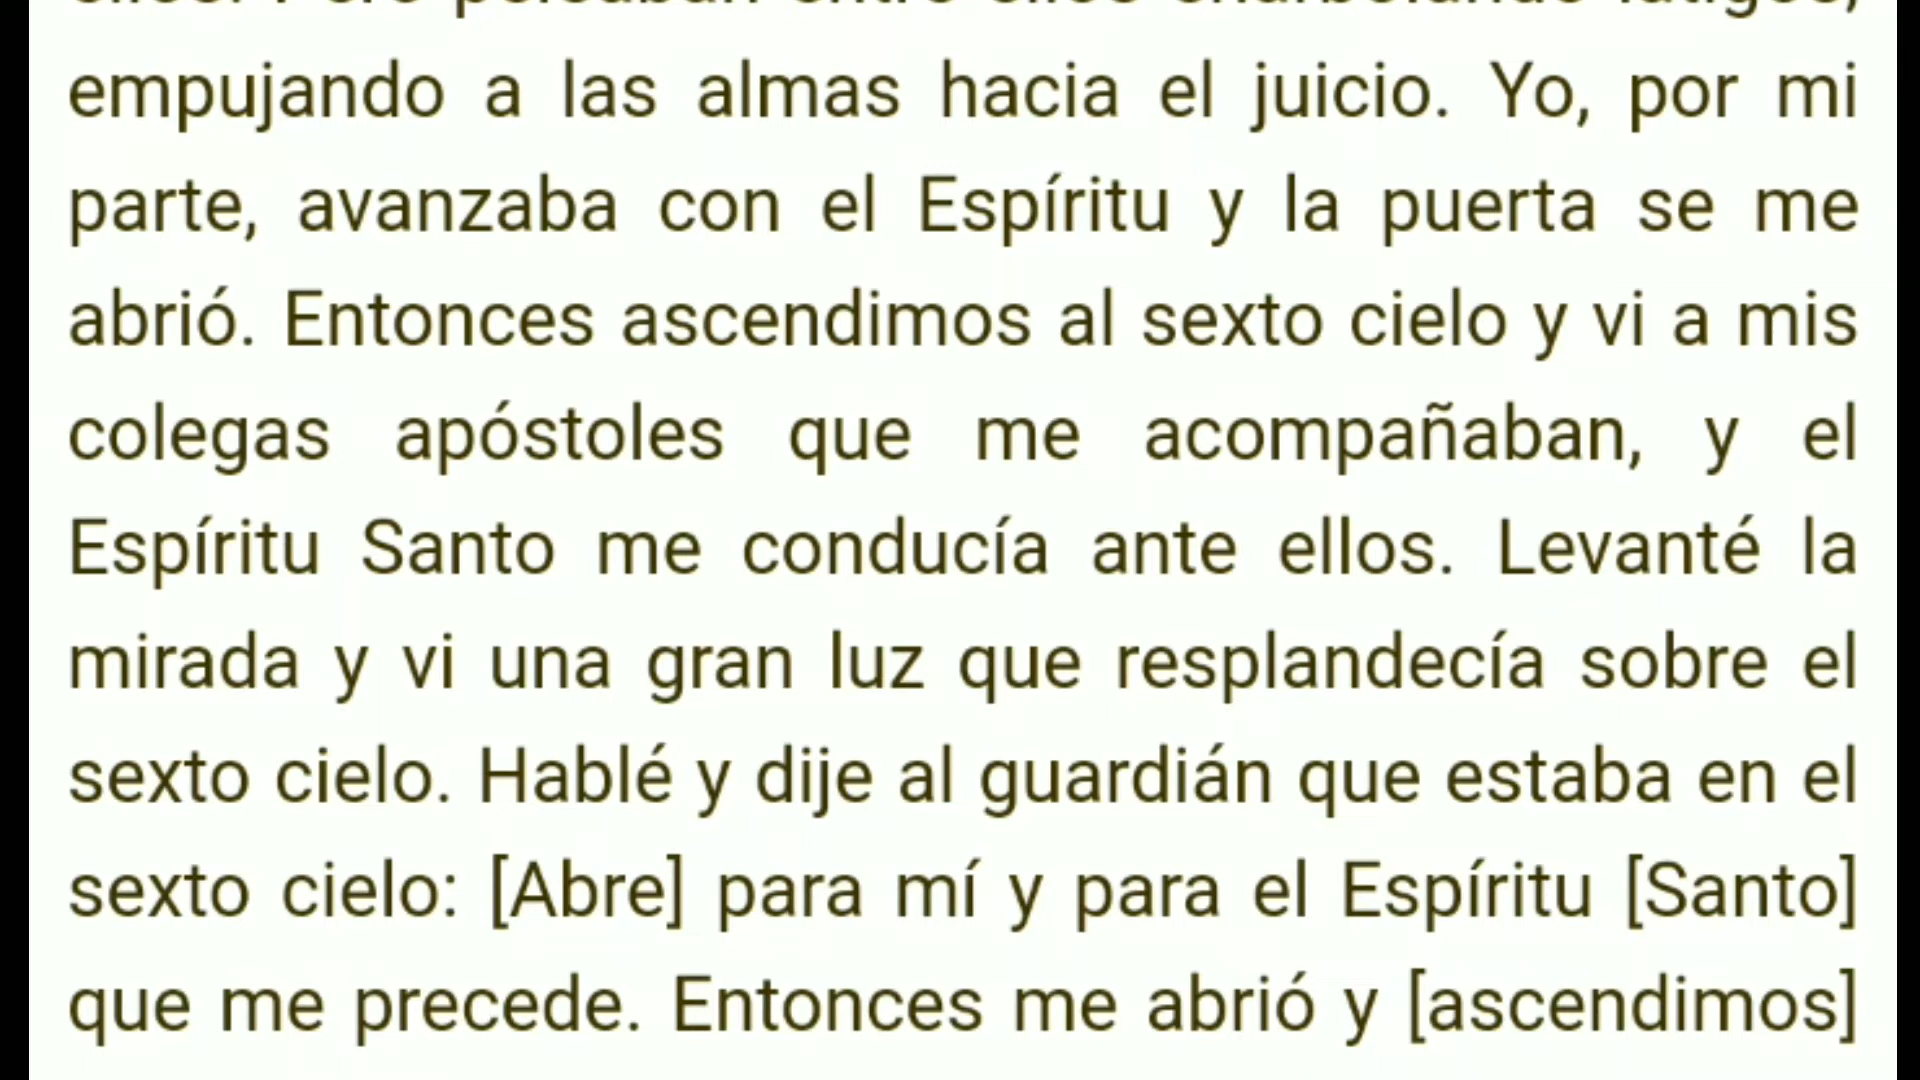 empujando a las almas hacia el juicio. Yo, por mi
parte, avanzaba con el Espíritu y la puerta se me
abrió. Entonces ascendimos al sexto cielo y vi a mis
colegas apóstoles que me acompañaban, y el
Espíritu Santo me conducía ante ellos. Levanté la
mirada y vi una gran luz que resplandecía sobre el
sexto cielo. Hablé y dije al guardián que estaba en el
sexto cielo: [Abre] para mí y para el Espíritu [Santo]
que me precede. Entonces me abrió y [ascendimos]